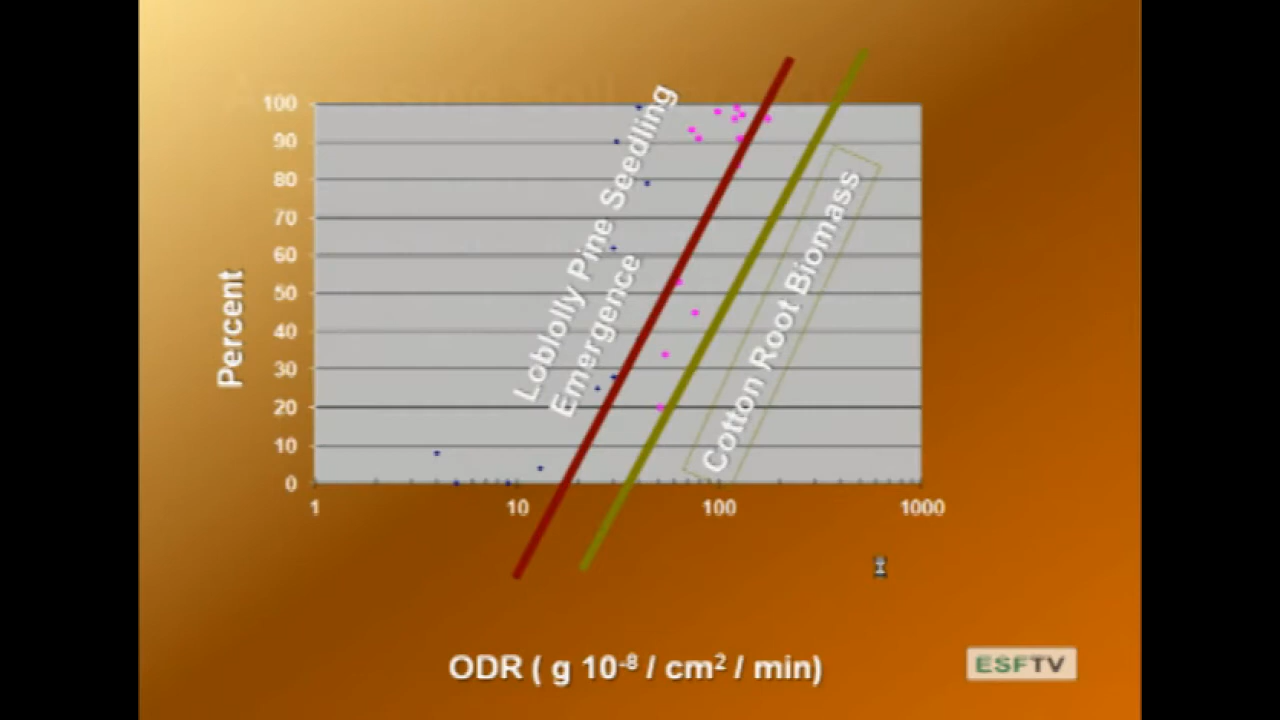 100
90
80
70
60
50
40
30
20
10
0
Percent
Loblolly Pine Seedling
Emergence
Cotton Root Biomass
1
10
100
1000
ODR ( g 10⁻⁸ / cm² / min)
ESFTV